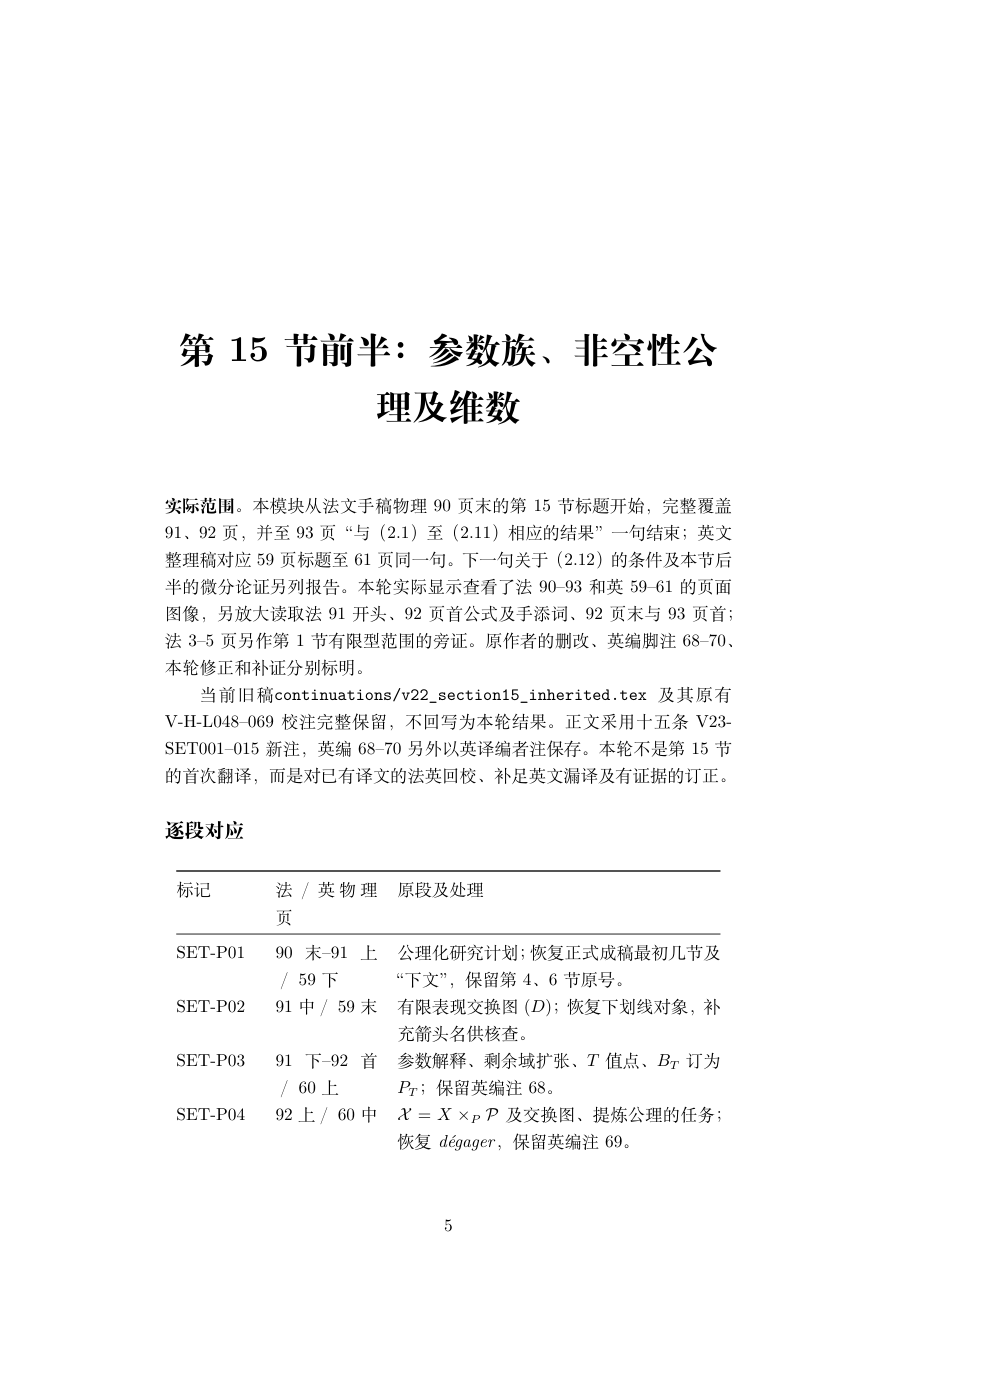 第 15 节前半：参数族、非空性公
理及维数
实际范围。本模块从法文手稿物理 90 页末的第 15 节标题开始，完整覆盖
91、92 页，并至 93 页 “与（2.1）至（2.11）相应的结果” 一句结束；英文
整理稿对应 59 页标题至 61 页同一句。下一句关于（2.12）的条件及本节后
半的微分论证另列报告。本轮实际显示查看了法 90–93 和英 59–61 的页面
图像，另放大读取法 91 开头、92 页首公式及手添词、92 页末与 93 页首；
法 3–5 页另作第 1 节有限型范围的旁证。原作者的删改、英编脚注 68–70、
本轮修正和补证分别标明。
当前旧稿continuations/v22_section15_inherited.tex 及其原有
V-H-L048–069 校注完整保留，不回写为本轮结果。正文采用十五条 V23-
SET001–015 新注，英编 68–70 另外以英译编者注保存。本轮不是第 15 节
的首次翻译，而是对已有译文的法英回校、补足英文漏译及有证据的订正。
逐段对应
标记 法 / 英物理 原段及处理
页
SET-P01 90 末–91 上 公理化研究计划；恢复正式成稿最初几节及
/ 59 下 “下文”，保留第 4、6 节原号。
SET-P02 91 中 / 59 末 有限表现交换图 (D)；恢复下划线对象，补
充箭头名供核查。
SET-P03 91 下–92 首 参数解释、剩余域扩张、T 值点、B_T 订为
/ 60 上 P_T；保留英编注 68。
SET-P04 92 上 / 60 中 𝒳 = X ×_P 𝒫 及交换图、提炼公理的任务；
恢复 dégager，保留英编注 69。
5